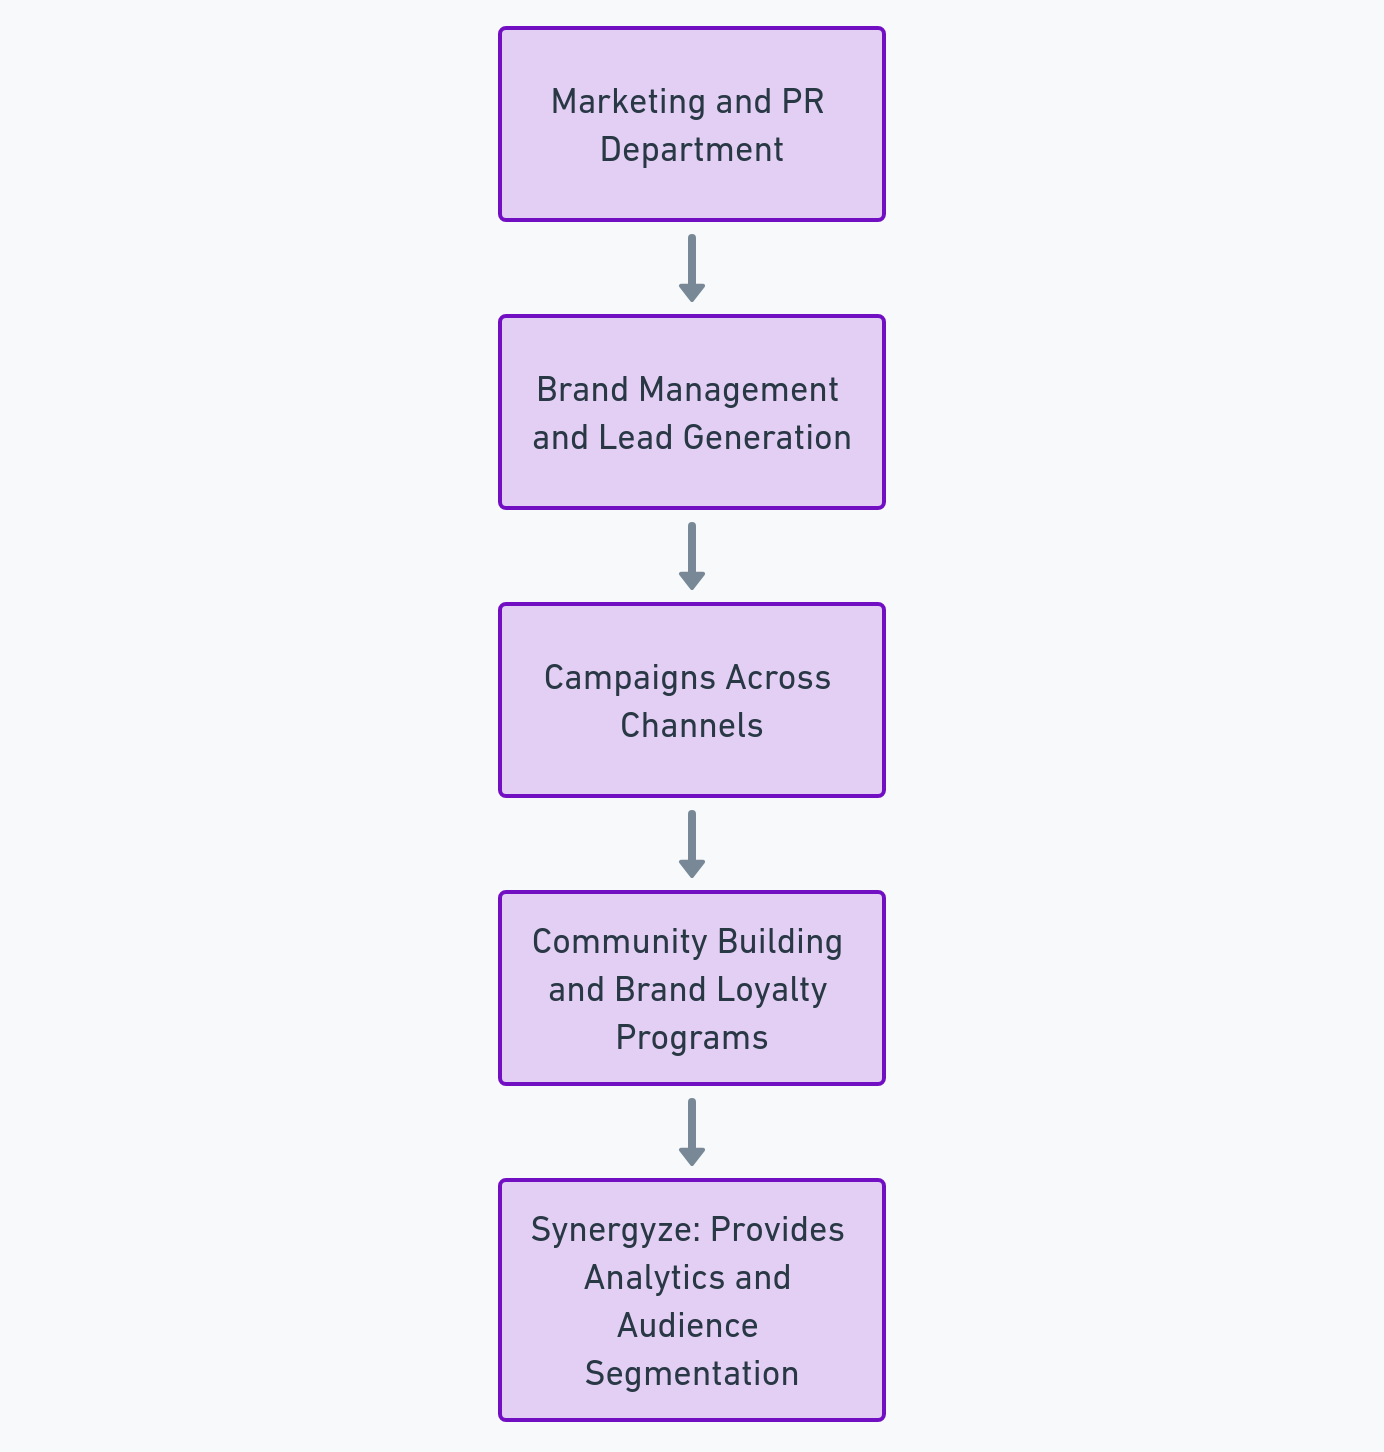 Marketing and PR
Department
Brand Management
and Lead Generation
Campaigns Across
Channels
Community Building
and Brand Loyalty
Programs
Synergyze: Provides
Analytics and
Audience
Segmentation